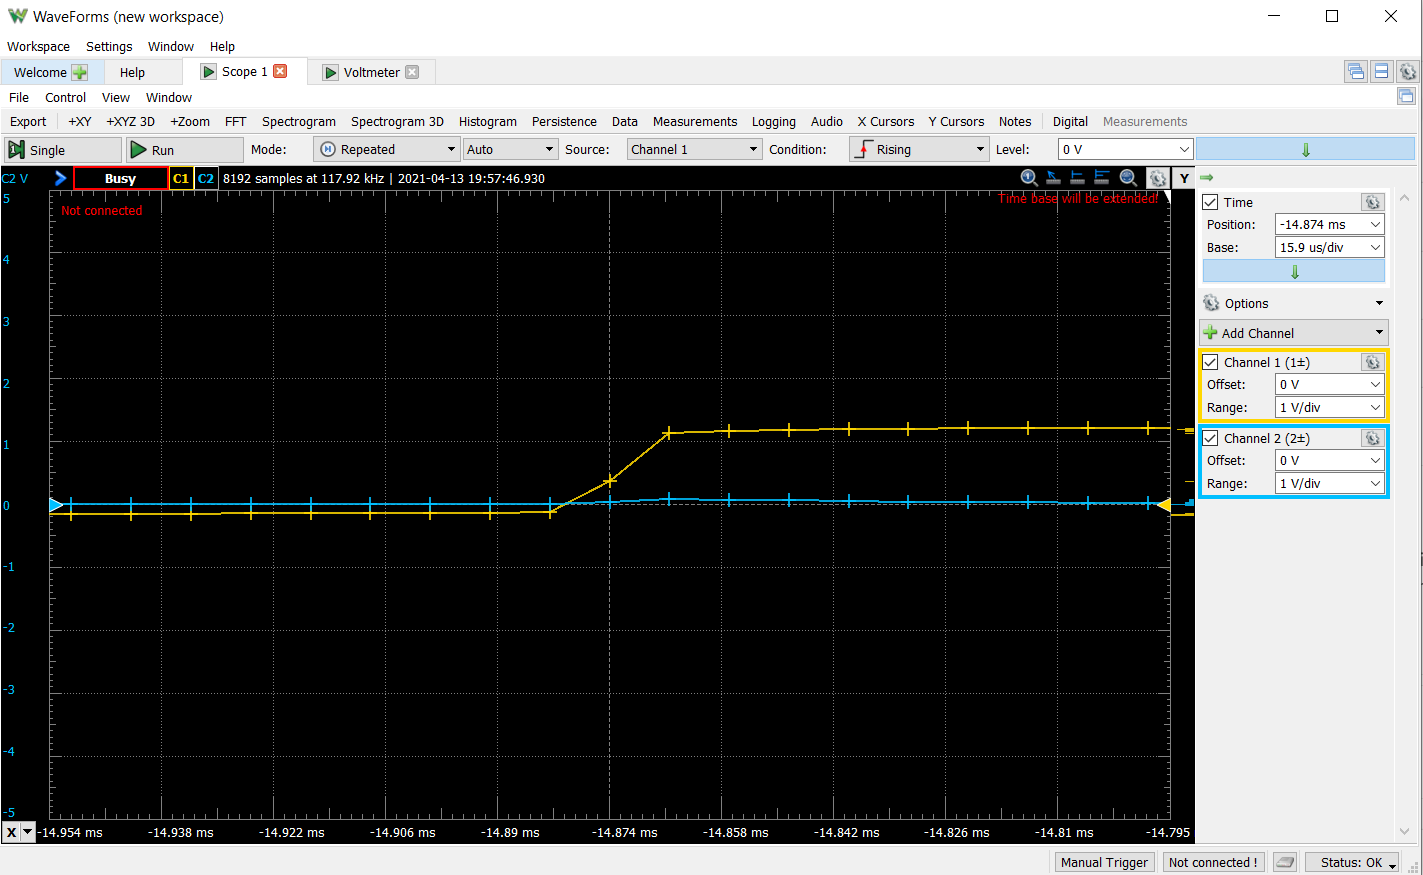 WaveForms (new workspace)
Workspace Settings Window Help
Welcome Help Scope 1 Voltmeter
File Control View Window
Export +XY +XYZ 3D +Zoom FFT Spectrogram Spectrogram 3D Histogram Persistence Data Measurements Logging Audio X Cursors Y Cursors Notes Digital Measurements
Single Run Mode: Repeated Auto Source: Channel 1 Condition: Rising Level: 0 V
C2 V Busy C1 C2 8192 samples at 117.92 kHz | 2021-04-13 19:57:46.930 Y
Not connected
Time base will be extended!
5
4
3
2
1
0
-1
-2
-3
-4
-5
X -14.954 ms -14.938 ms -14.922 ms -14.906 ms -14.89 ms -14.874 ms -14.858 ms -14.842 ms -14.826 ms -14.81 ms -14.795
Time
Position: -14.874 ms
Base: 15.9 us/div
Options
Add Channel
Channel 1 (1±)
Offset: 0 V
Range: 1 V/div
Channel 2 (2±)
Offset: 0 V
Range: 1 V/div
Manual Trigger Not connected ! Status: OK